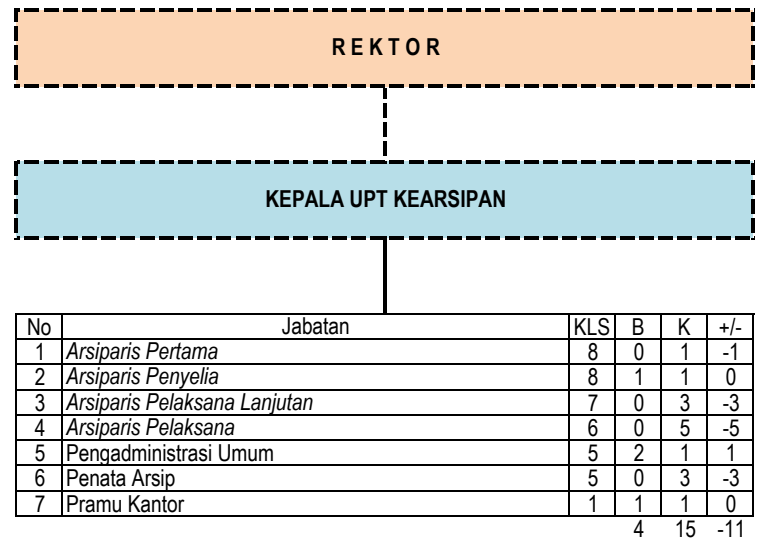 R E K T O R
KEPALA UPT KEARSIPAN
No Jabatan KLS B K +/-
1 Arsiparis Pertama 8 0 1 -1
2 Arsiparis Penyelia 8 1 1 0
3 Arsiparis Pelaksana Lanjutan 7 0 3 -3
4 Arsiparis Pelaksana 6 0 5 -5
5 Pengadministrasi Umum 5 2 1 1
6 Penata Arsip 5 0 3 -3
7 Pramu Kantor 1 1 1 0
4 15 -11